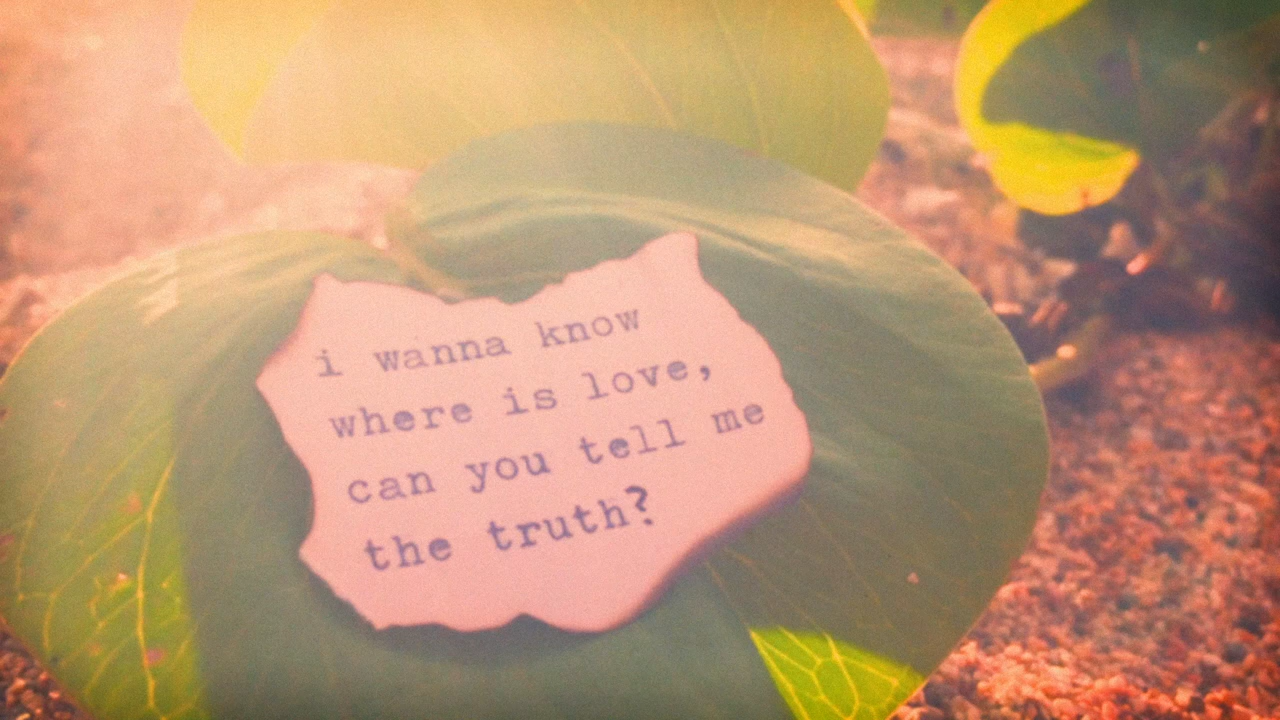 i wanna know
where is love,
can you tell me
the truth?